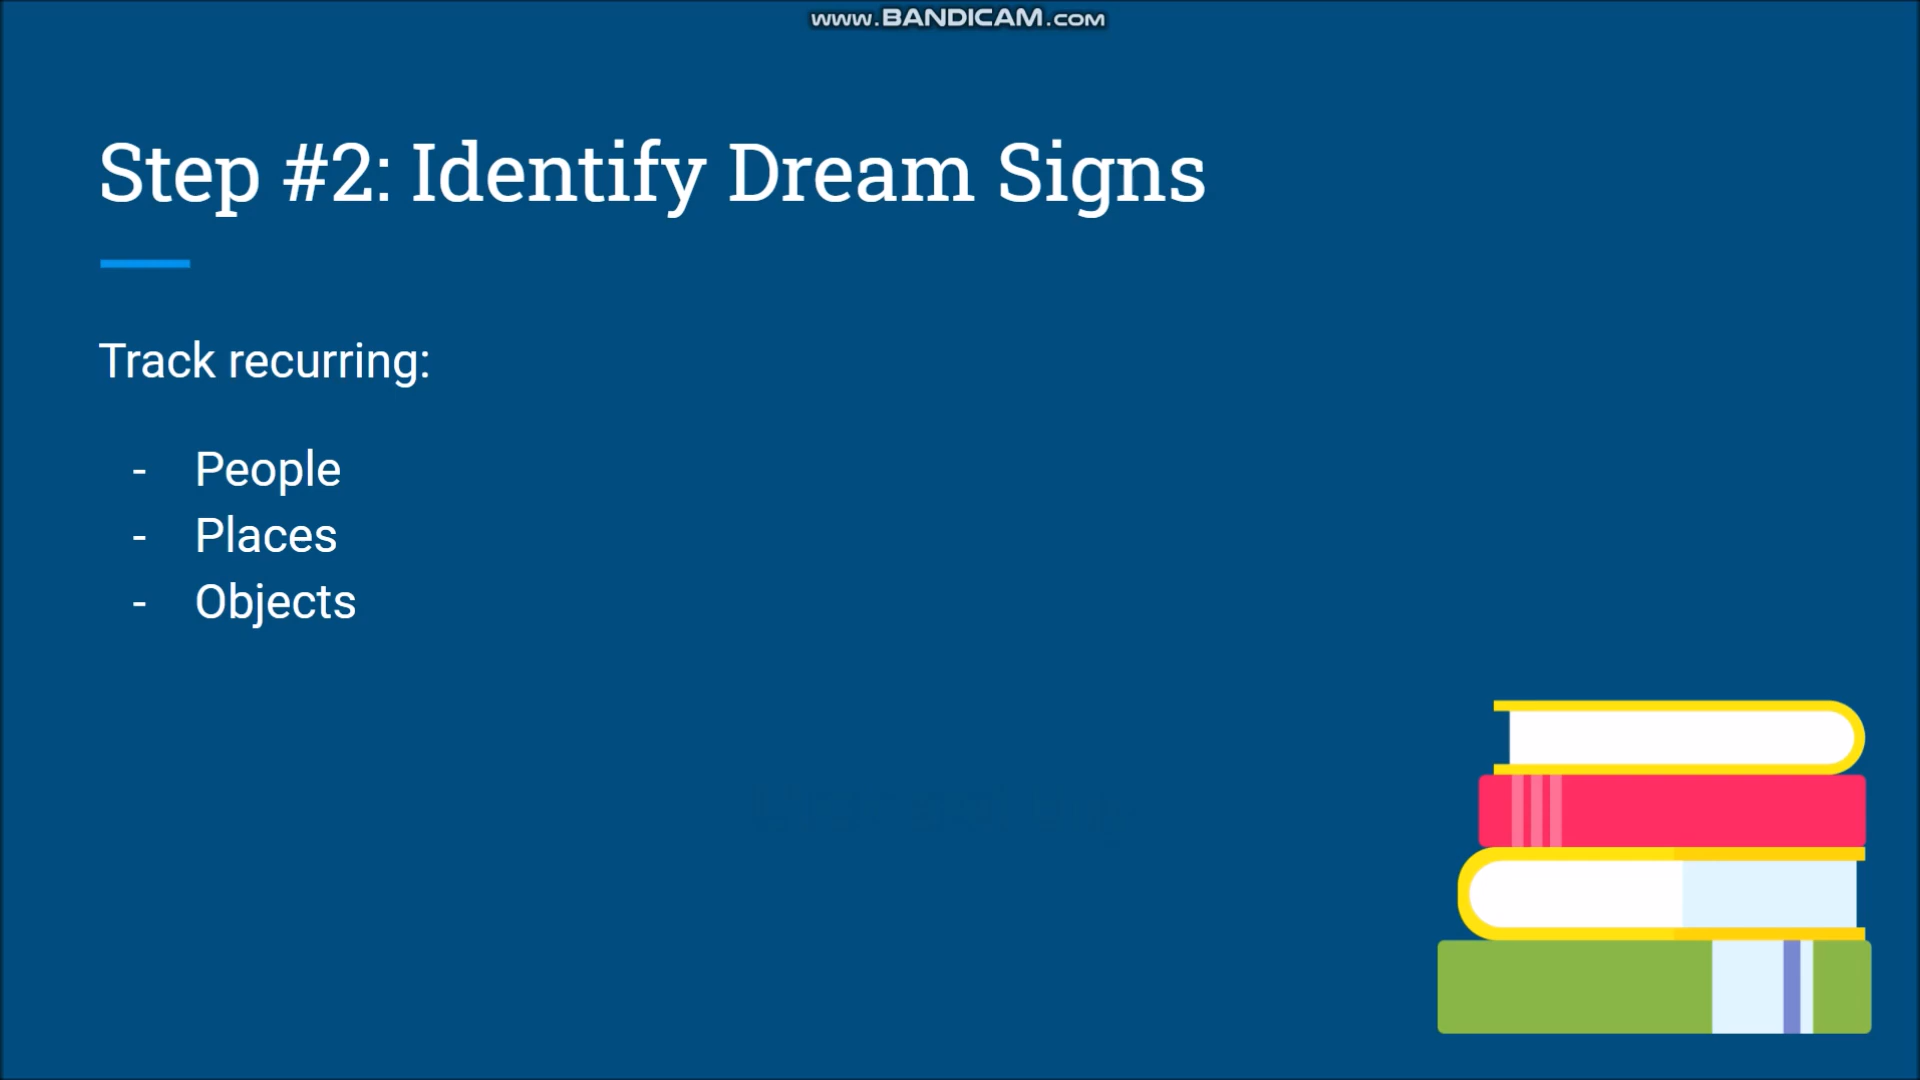 www.BANDICAM.com
Step #2: Identify Dream Signs
Track recurring:
- People
- Places
- Objects